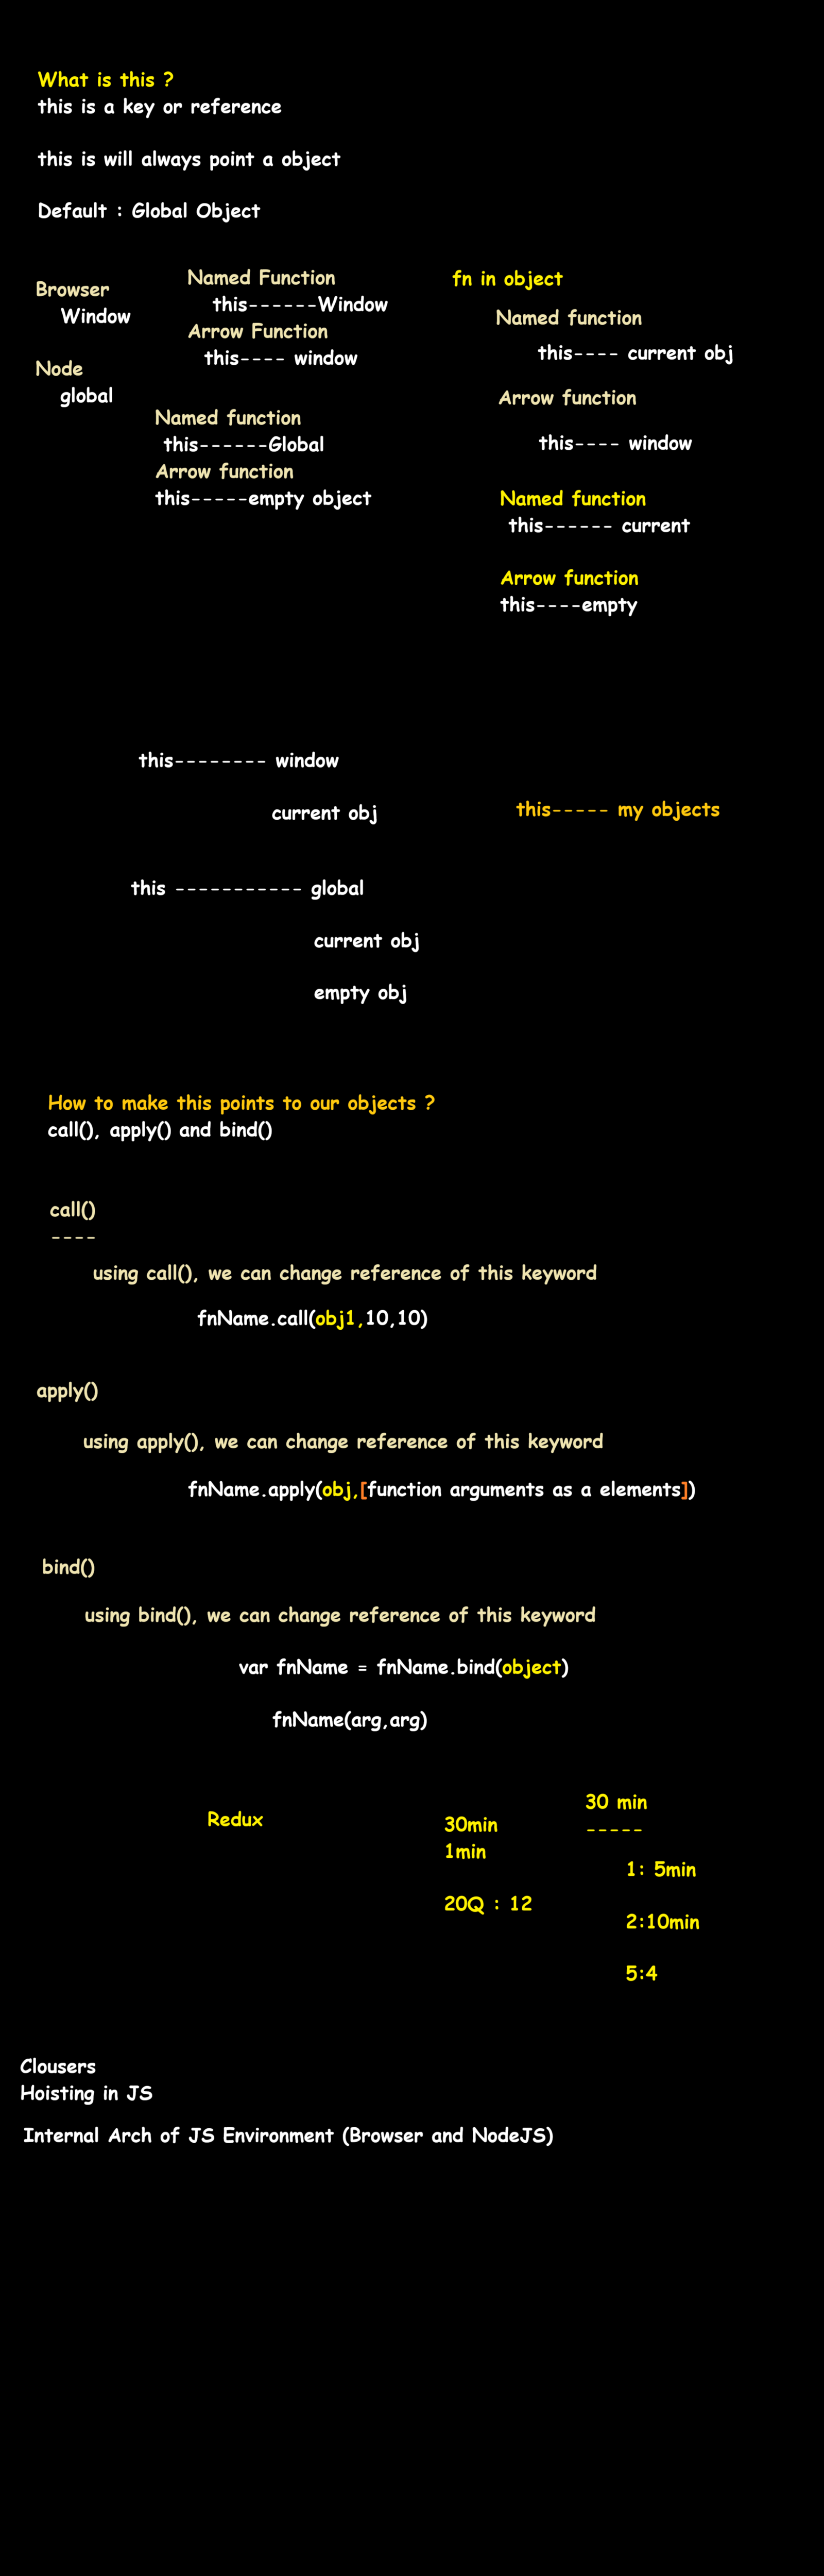 What is this ?
this is a key or reference
this is will always point a object
Default : Global Object
Browser
Window
Node
global
Named Function
this------Window
Arrow Function
this---- window
Named function
this------Global
Arrow function
this-----empty object
fn in object
Named function
this---- current obj
Arrow function
this---- window
Named function
this------ current
Arrow function
this----empty
this-------- window
current obj
this----- my objects
this ----------- global
current obj
empty obj
How to make this points to our objects ?
call(), apply() and bind()
call()
----
using call(), we can change reference of this keyword
fnName.call(obj1,10,10)
apply()
using apply(), we can change reference of this keyword
fnName.apply(obj,[function arguments as a elements])
bind()
using bind(), we can change reference of this keyword
var fnName = fnName.bind(object)
fnName(arg,arg)
Redux
30min
1min
20Q : 12
30 min
-----
1: 5min
2:10min
5:4
Clousers
Hoisting in JS
Internal Arch of JS Environment (Browser and NodeJS)